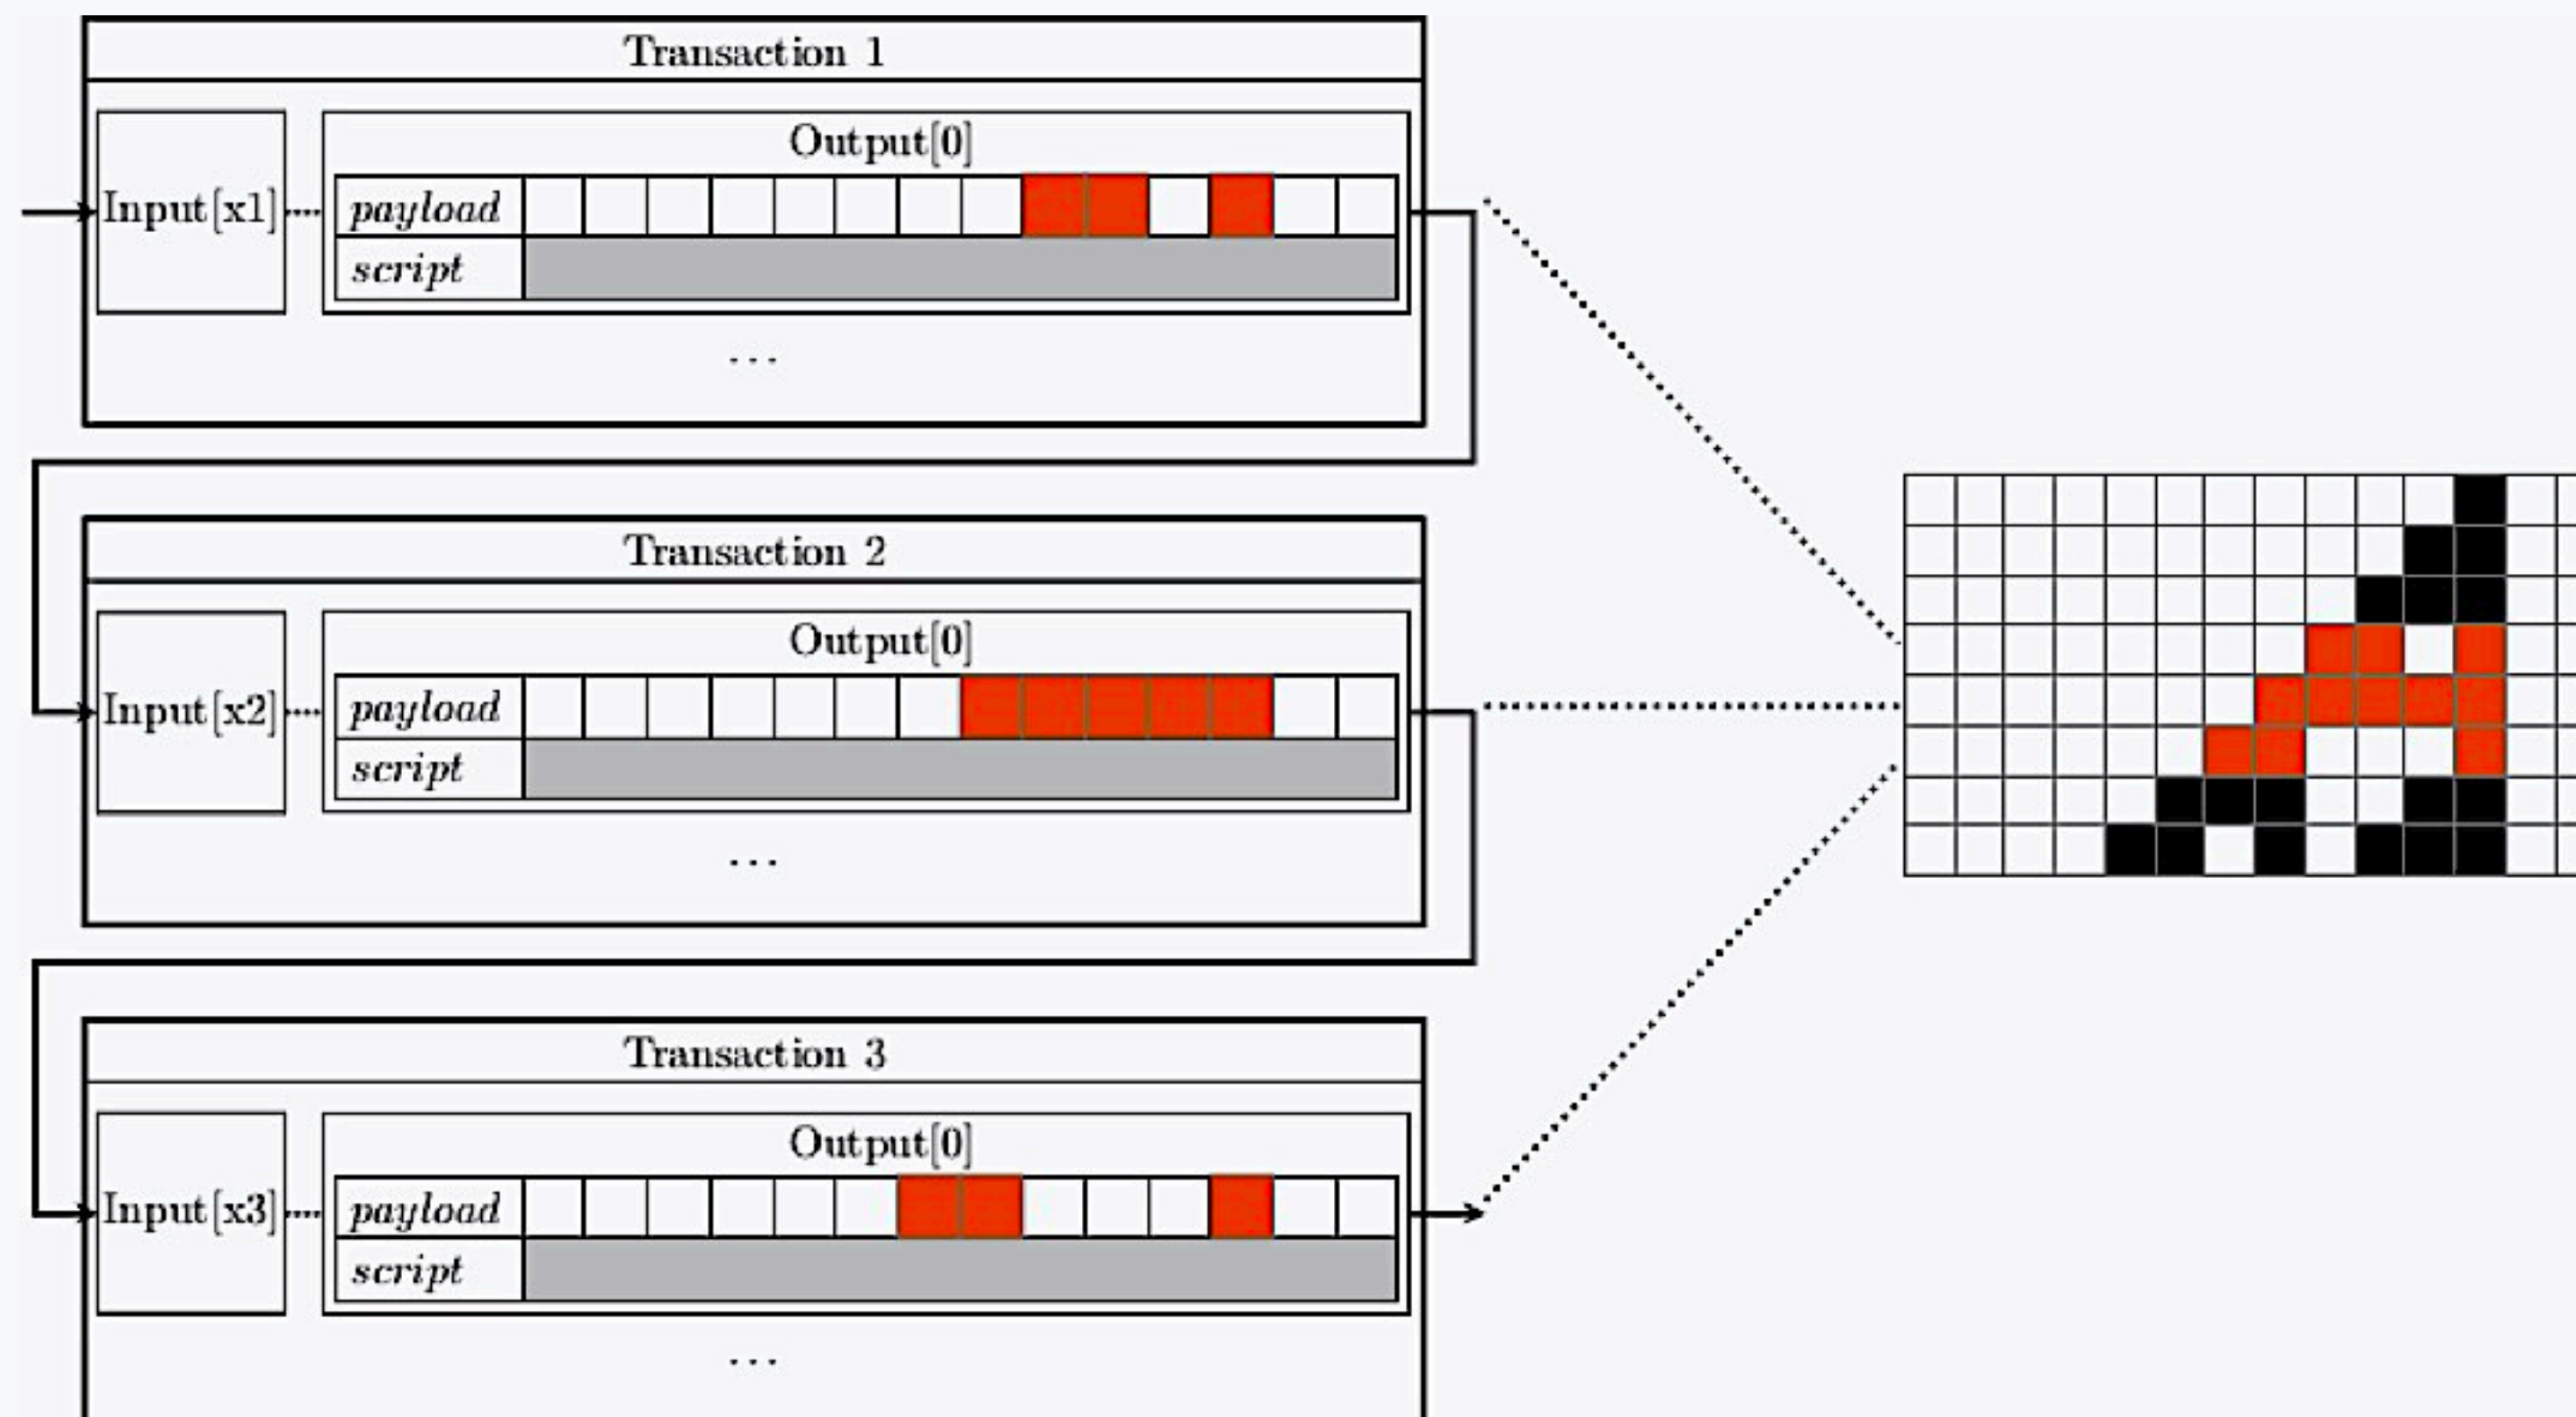 Transaction 1
Output[0]
Input[x1]
payload
script
...
Transaction 2
Output[0]
Input[x2]
payload
script
...
Transaction 3
Output[0]
Input[x3]
payload
script
...